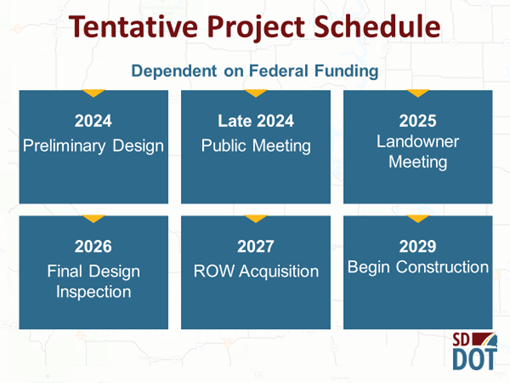 Tentative Project Schedule
Dependent on Federal Funding
2024
Preliminary Design
Late 2024
Public Meeting
2025
Landowner
Meeting
2026
Final Design
Inspection
2027
ROW Acquisition
2029
Begin Construction
SD
DOT